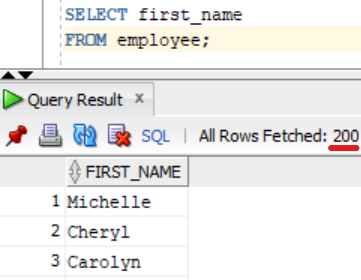 SELECT first_name
FROM employee;
Query Result x
SQL | All Rows Fetched: 200
FIRST_NAME
1 Michelle
2 Cheryl
3 Carolyn